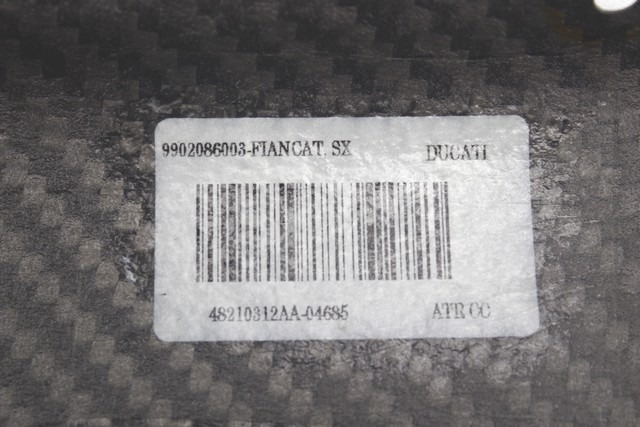 9902086003-FIANCAT. SX DUCATI
48210312AA-04685 ATR CC